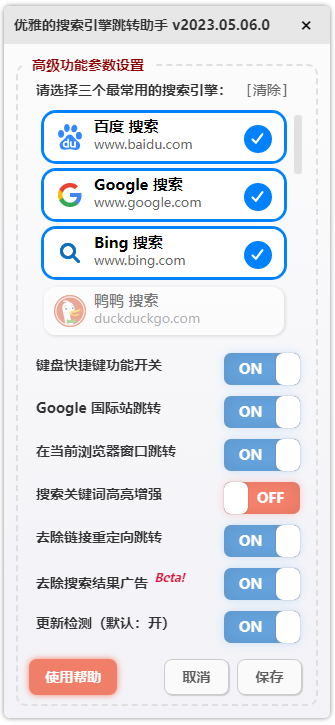 优雅的搜索引擎跳转助手 v2023.05.06.0
高级功能参数设置
请选择三个最常用的搜索引擎： [清除]
百度 搜索
www.baidu.com
du
Google 搜索
www.google.com
Bing 搜索
www.bing.com
鸭鸭 搜索
duckduckgo.com
键盘快捷键功能开关 ON
Google 国际站跳转 ON
在当前浏览器窗口跳转 ON
搜索关键词高亮增强 OFF
去除链接重定向跳转 ON
去除搜索结果广告 Beta! ON
更新检测（默认：开） ON
使用帮助 取消 保存